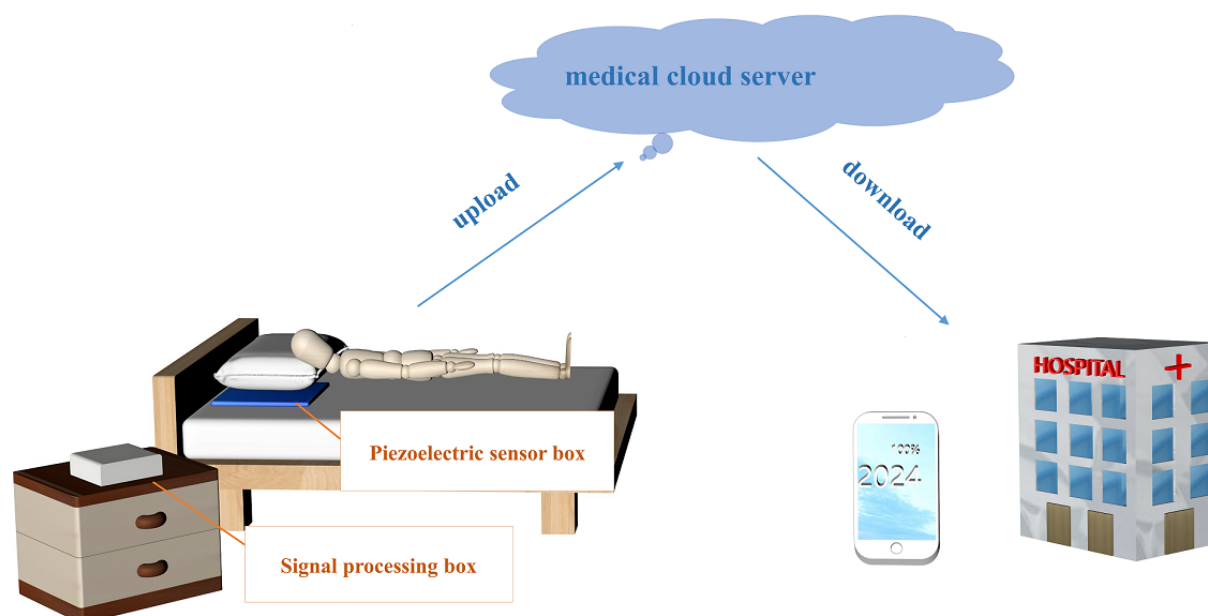 medical cloud server
upload
download
HOSPITAL
100%
2024
Piezoelectric sensor box
Signal processing box